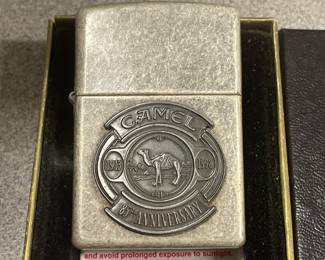 CAMEL
1913 1998
85TH ANNIVERSARY
and avoid prolonged exposure to sunlight.